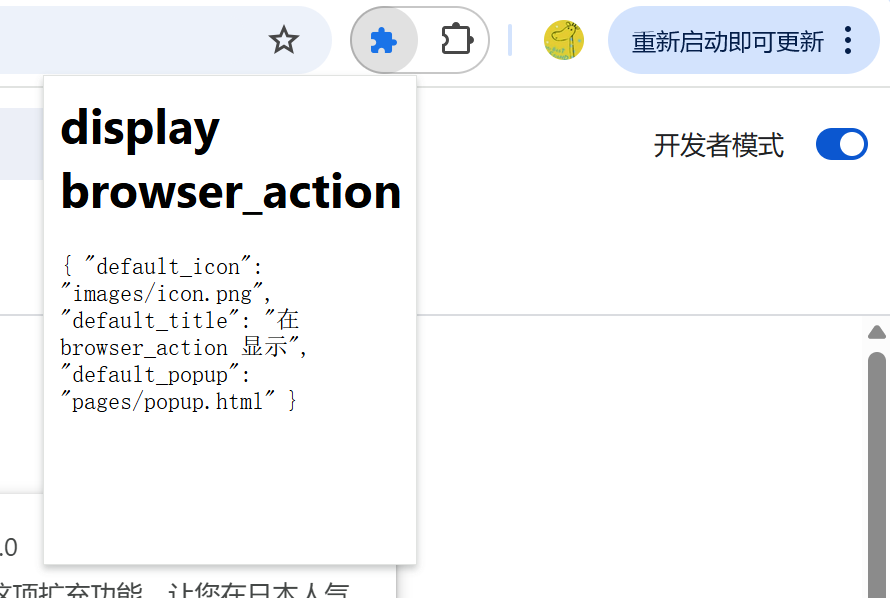 重新启动即可更新
display
browser_action
开发者模式
{ "default_icon":
"images/icon.png",
"default_title": "在
browser_action 显示",
"default_popup":
"pages/popup.html" }
.0
这项扩充功能，让您在日本人气